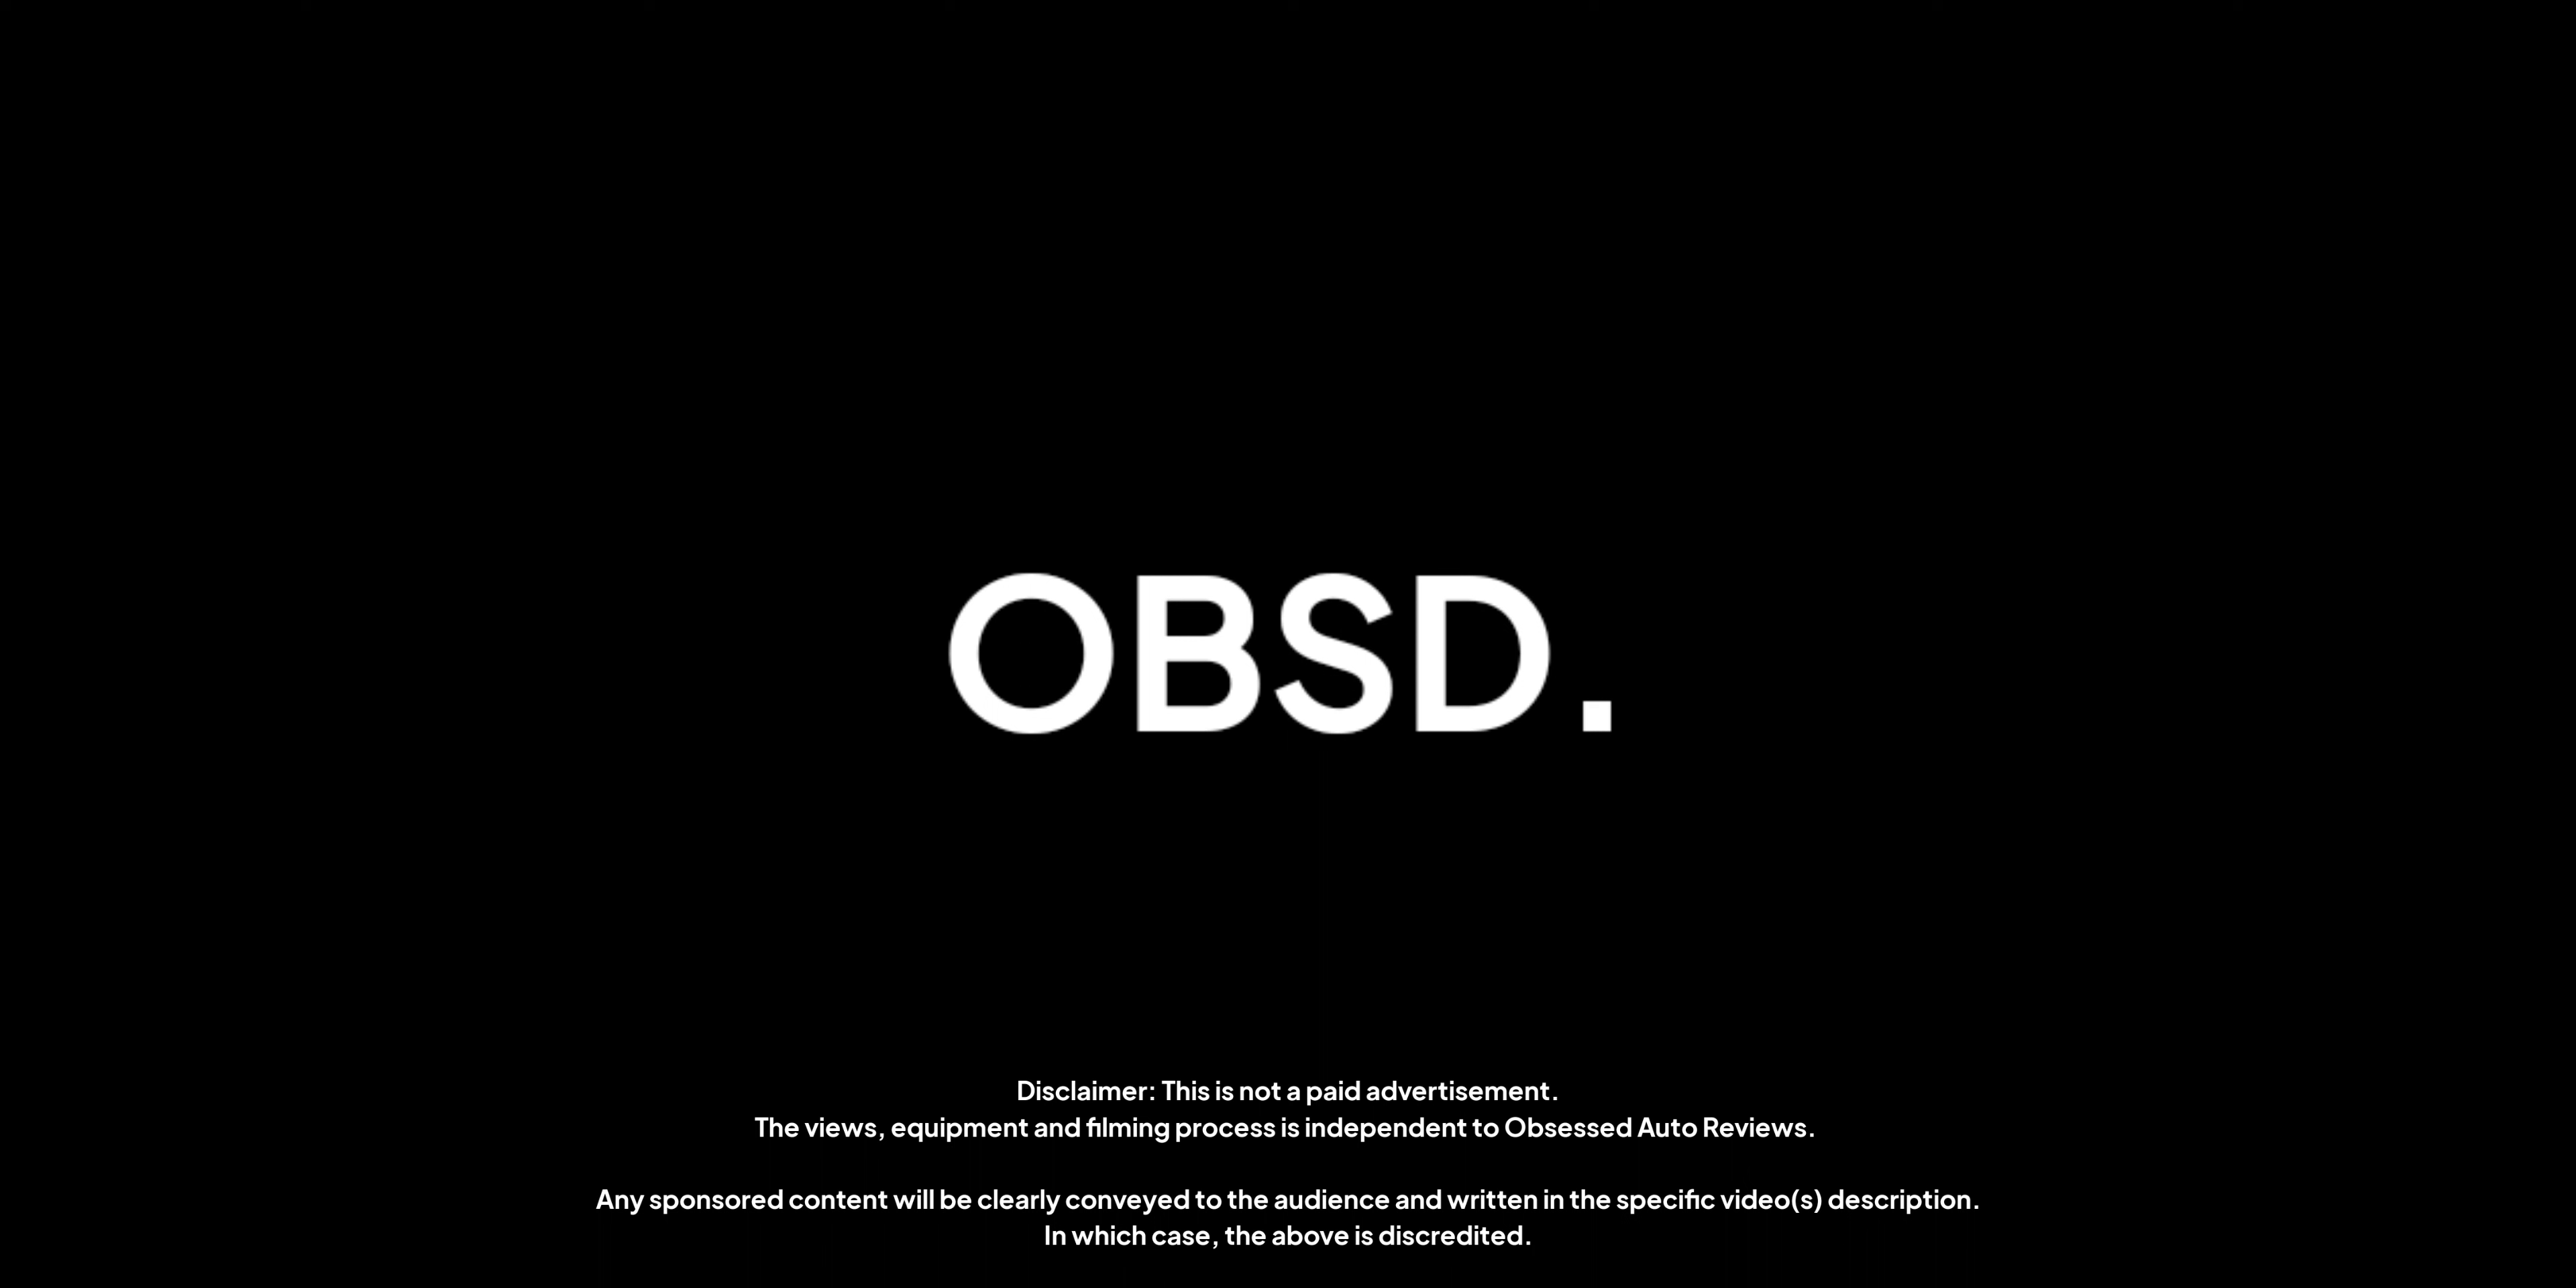 OBSD.
Disclaimer: This is not a paid advertisement.
The views, equipment and filming process is independent to Obsessed Auto Reviews.
Any sponsored content will be clearly conveyed to the audience and written in the specific video(s) description.
In which case, the above is discredited.